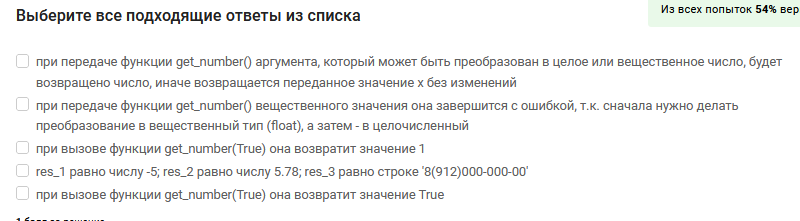 Выберите все подходящие ответы из списка
Из всех попыток 54% вер
при передаче функции get_number() аргумента, который может быть преобразован в целое или вещественное число, будет
возвращено число, иначе возвращается переданное значение x без изменений
при передаче функции get_number() вещественного значения она завершится с ошибкой, т.к. сначала нужно делать
преобразование в вещественный тип (float), а затем - в целочисленный
при вызове функции get_number(True) она возвратит значение 1
res_1 равно числу -5; res_2 равно числу 5.78; res_3 равно строке '8(912)000-000-00'
при вызове функции get_number(True) она возвратит значение True